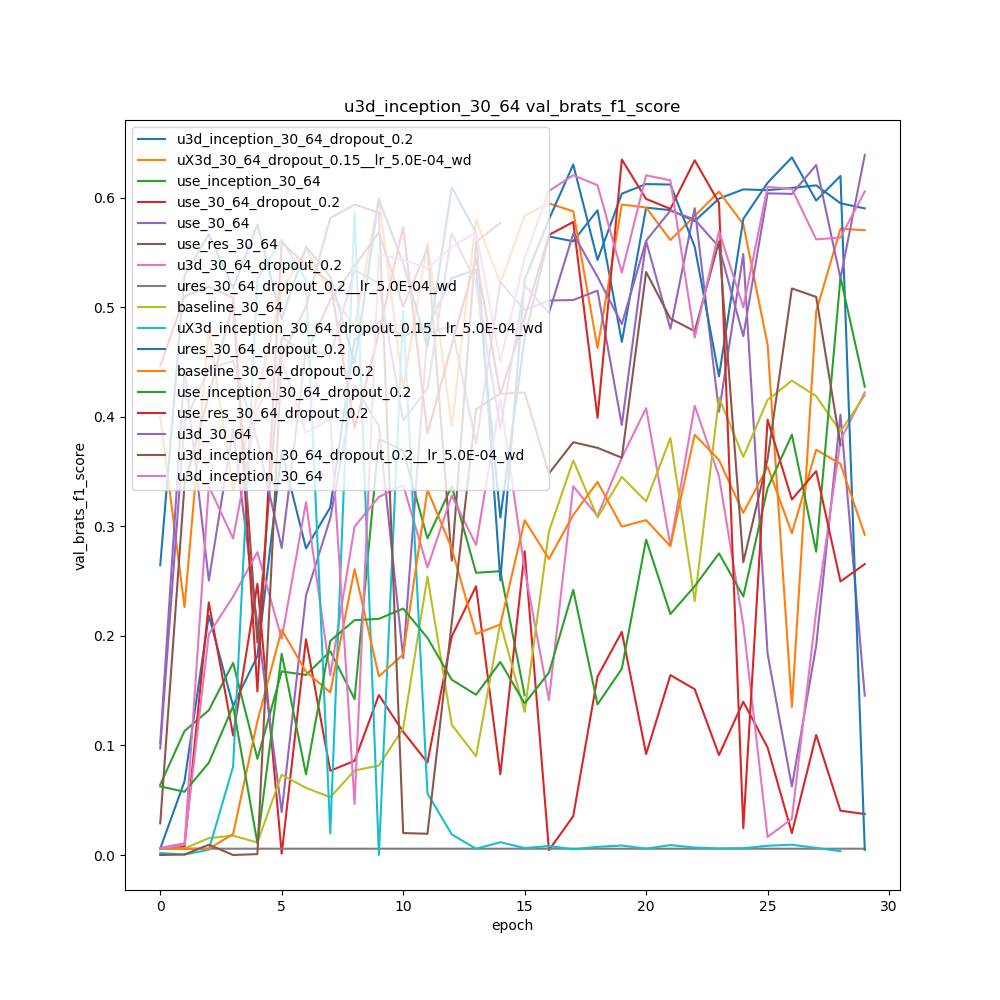 u3d_inception_30_64 val_brats_f1_score
u3d_inception_30_64_dropout_0.2
uX3d_30_64_dropout_0.15__lr_5.0E-04_wd
use_inception_30_64
use_30_64_dropout_0.2
use_30_64
use_res_30_64
u3d_30_64_dropout_0.2
ures_30_64_dropout_0.2__lr_5.0E-04_wd
baseline_30_64
uX3d_inception_30_64_dropout_0.15__lr_5.0E-04_wd
ures_30_64_dropout_0.2
baseline_30_64_dropout_0.2
use_inception_30_64_dropout_0.2
use_res_30_64_dropout_0.2
u3d_30_64
u3d_inception_30_64_dropout_0.2__lr_5.0E-04_wd
u3d_inception_30_64
val_brats_f1_score
0.6
0.5
0.4
0.3
0.2
0.1
0.0
0 5 10 15 20 25 30
epoch